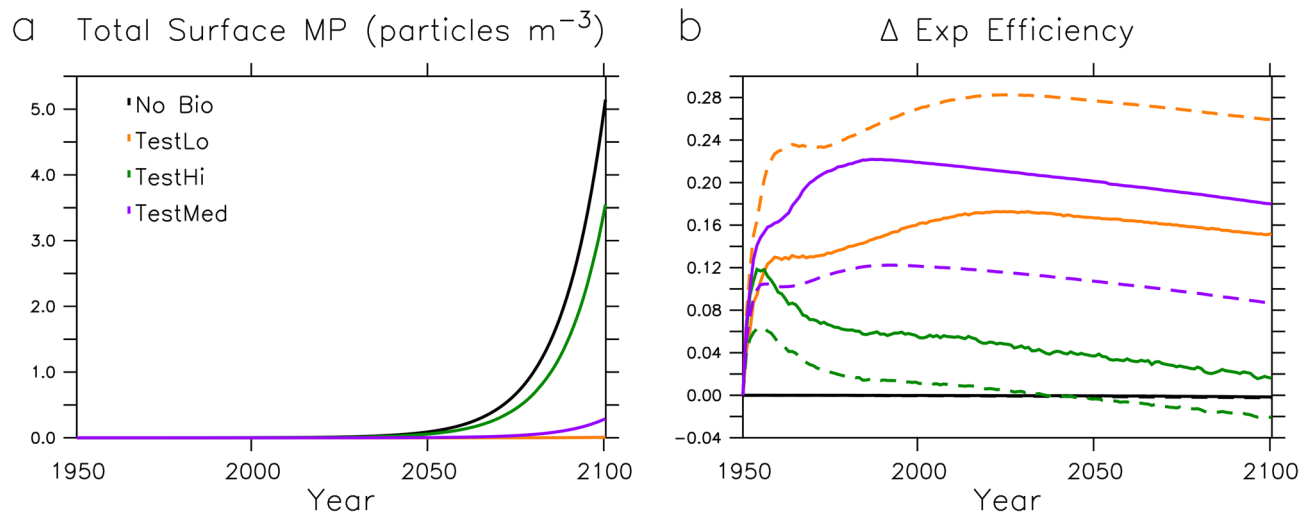 a Total Surface MP (particles m⁻³)
5.0
4.0
3.0
2.0
1.0
0.0
No Bio
TestLo
TestHi
TestMed
1950 2000 2050 2100
Year
b Δ Exp Efficiency
0.28
0.24
0.20
0.16
0.12
0.08
0.04
0.00
−0.04
1950 2000 2050 2100
Year